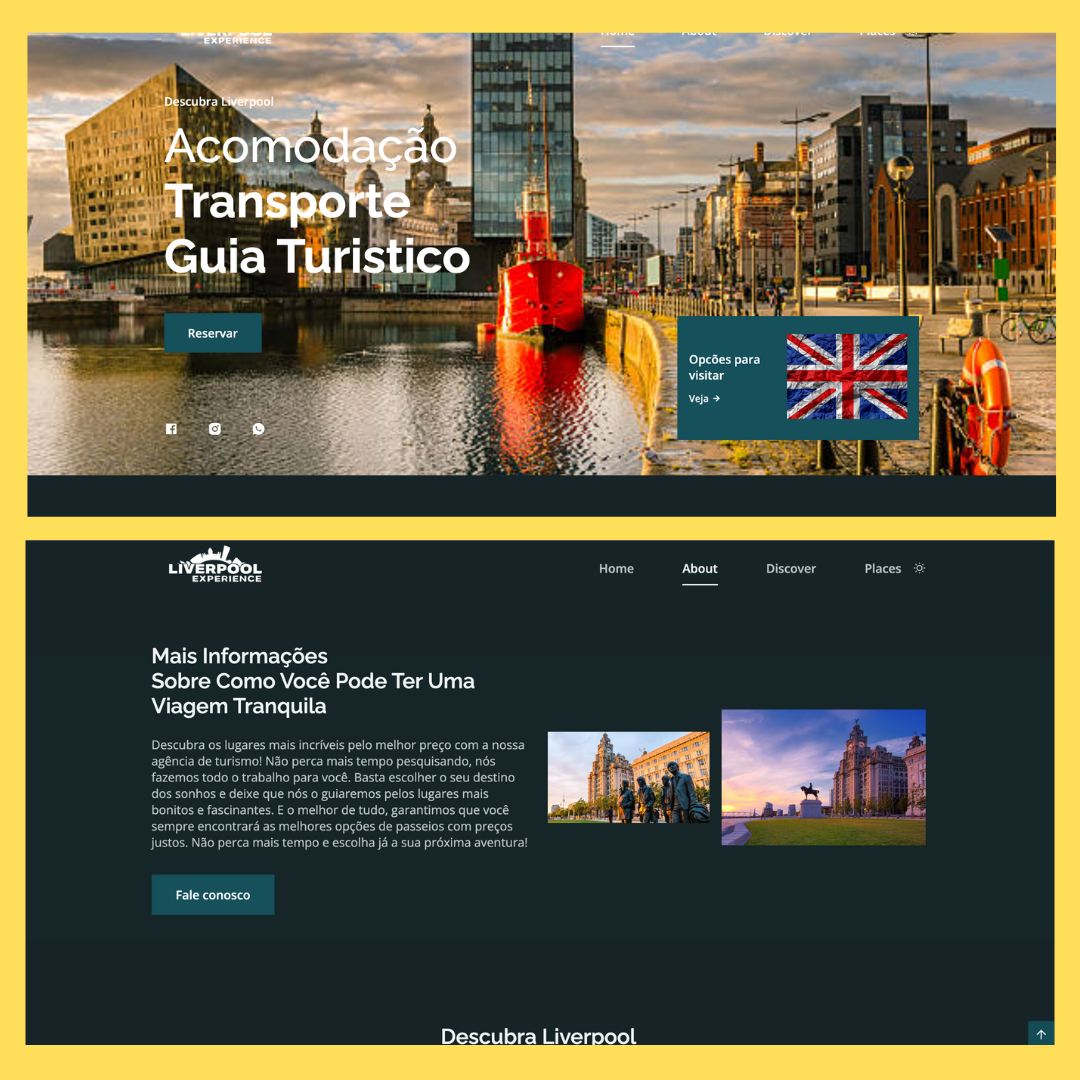 LIVERPOOL
EXPERIENCE
Home About Discover Places
Descubra Liverpool
Acomodação
Transporte
Guia Turistico
Reservar
Opcões para
visitar
Veja →
LIVERPOOL
EXPERIENCE
Home About Discover Places
Mais Informações
Sobre Como Você Pode Ter Uma
Viagem Tranquila
Descubra os lugares mais incríveis pelo melhor preço com a nossa
agência de turismo! Não perca mais tempo pesquisando, nós
fazemos todo o trabalho para você. Basta escolher o seu destino
dos sonhos e deixe que nós o guiaremos pelos lugares mais
bonitos e fascinantes. E o melhor de tudo, garantimos que você
sempre encontrará as melhores opções de passeios com preços
justos. Não perca mais tempo e escolha já a sua próxima aventura!
Fale conosco
Descubra Liverpool